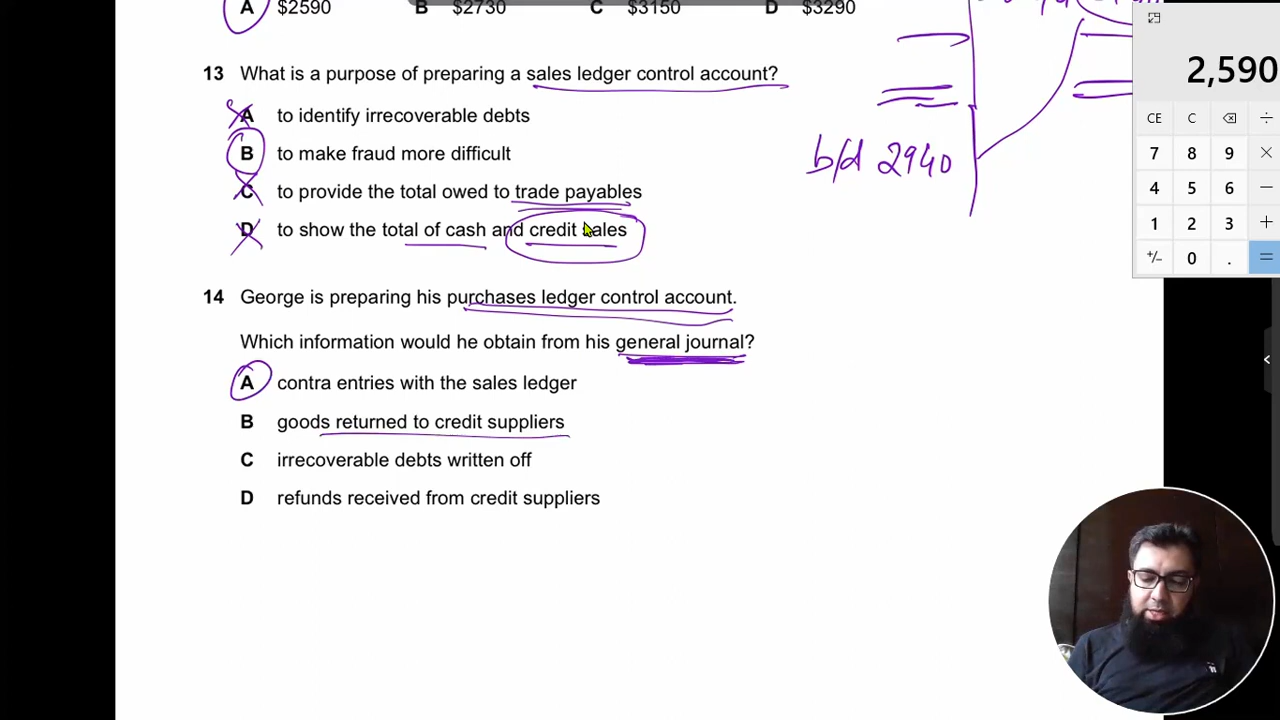 A $2590 B $2730 C $3150 D $3290
2,590
13 What is a purpose of preparing a sales ledger control account?
A to identify irrecoverable debts
B to make fraud more difficult
C to provide the total owed to trade payables
D to show the total of cash and credit sales
b/d 2940
CE C ⌫ ÷
7 8 9 ×
4 5 6 −
1 2 3 +
+/− 0 . =
14 George is preparing his purchases ledger control account.
Which information would he obtain from his general journal?
A contra entries with the sales ledger
B goods returned to credit suppliers
C irrecoverable debts written off
D refunds received from credit suppliers